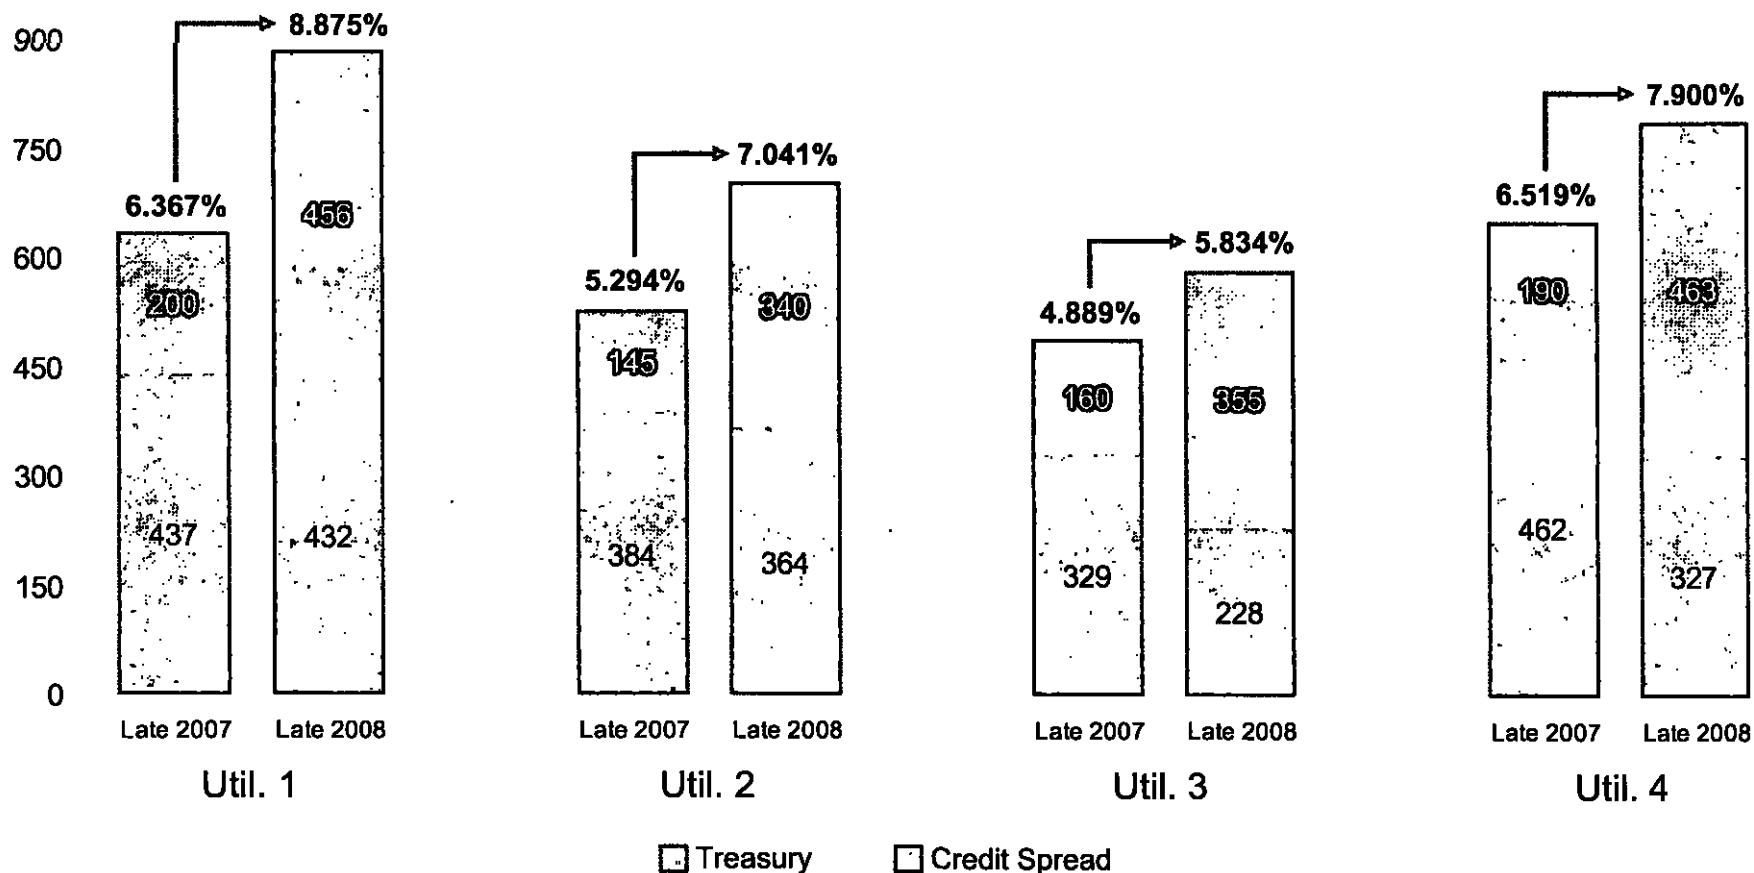 900
750
600
450
300
150
0
6.367%
8.875%
200
456
437
432
Late 2007
Late 2008
Util. 1
5.294%
7.041%
145
340
384
364
Late 2007
Late 2008
Util. 2
4.889%
5.834%
160
355
329
228
Late 2007
Late 2008
Util. 3
6.519%
7.900%
190
463
462
327
Late 2007
Late 2008
Util. 4
Treasury
Credit Spread